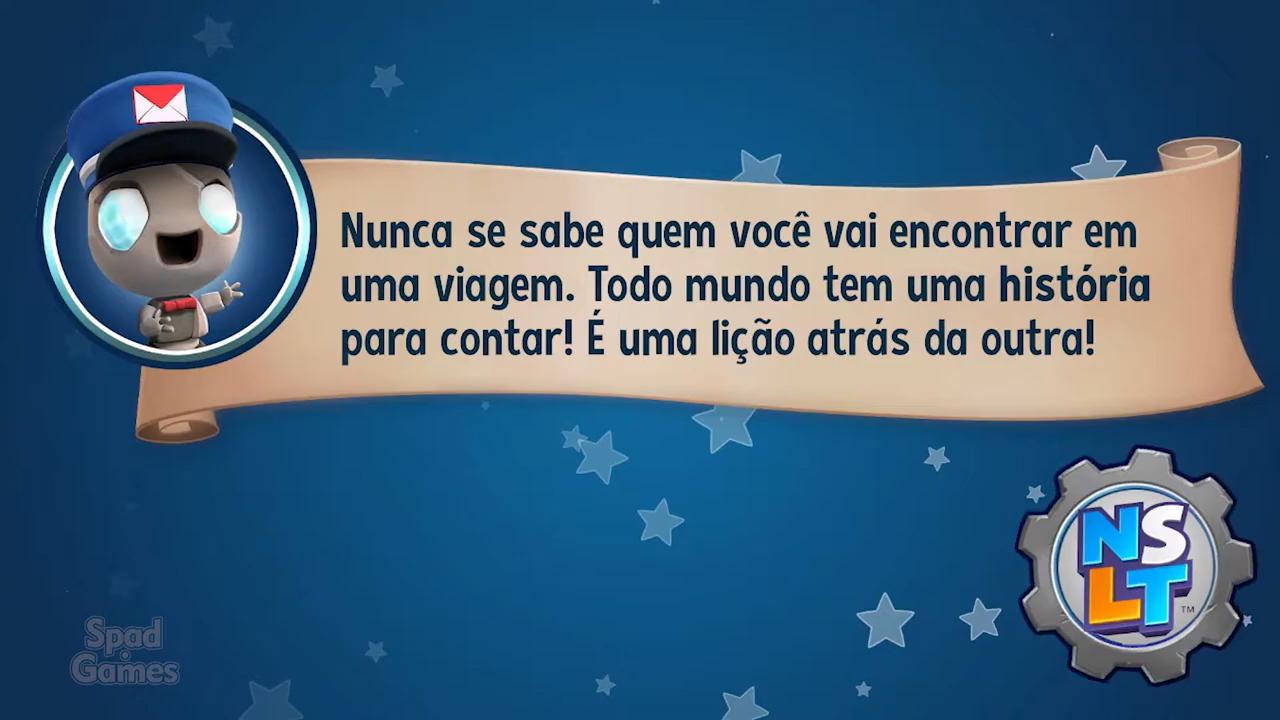 Nunca se sabe quem você vai encontrar em
uma viagem. Todo mundo tem uma história
para contar! É uma lição atrás da outra!
NS
LT
TM
Spad
Games